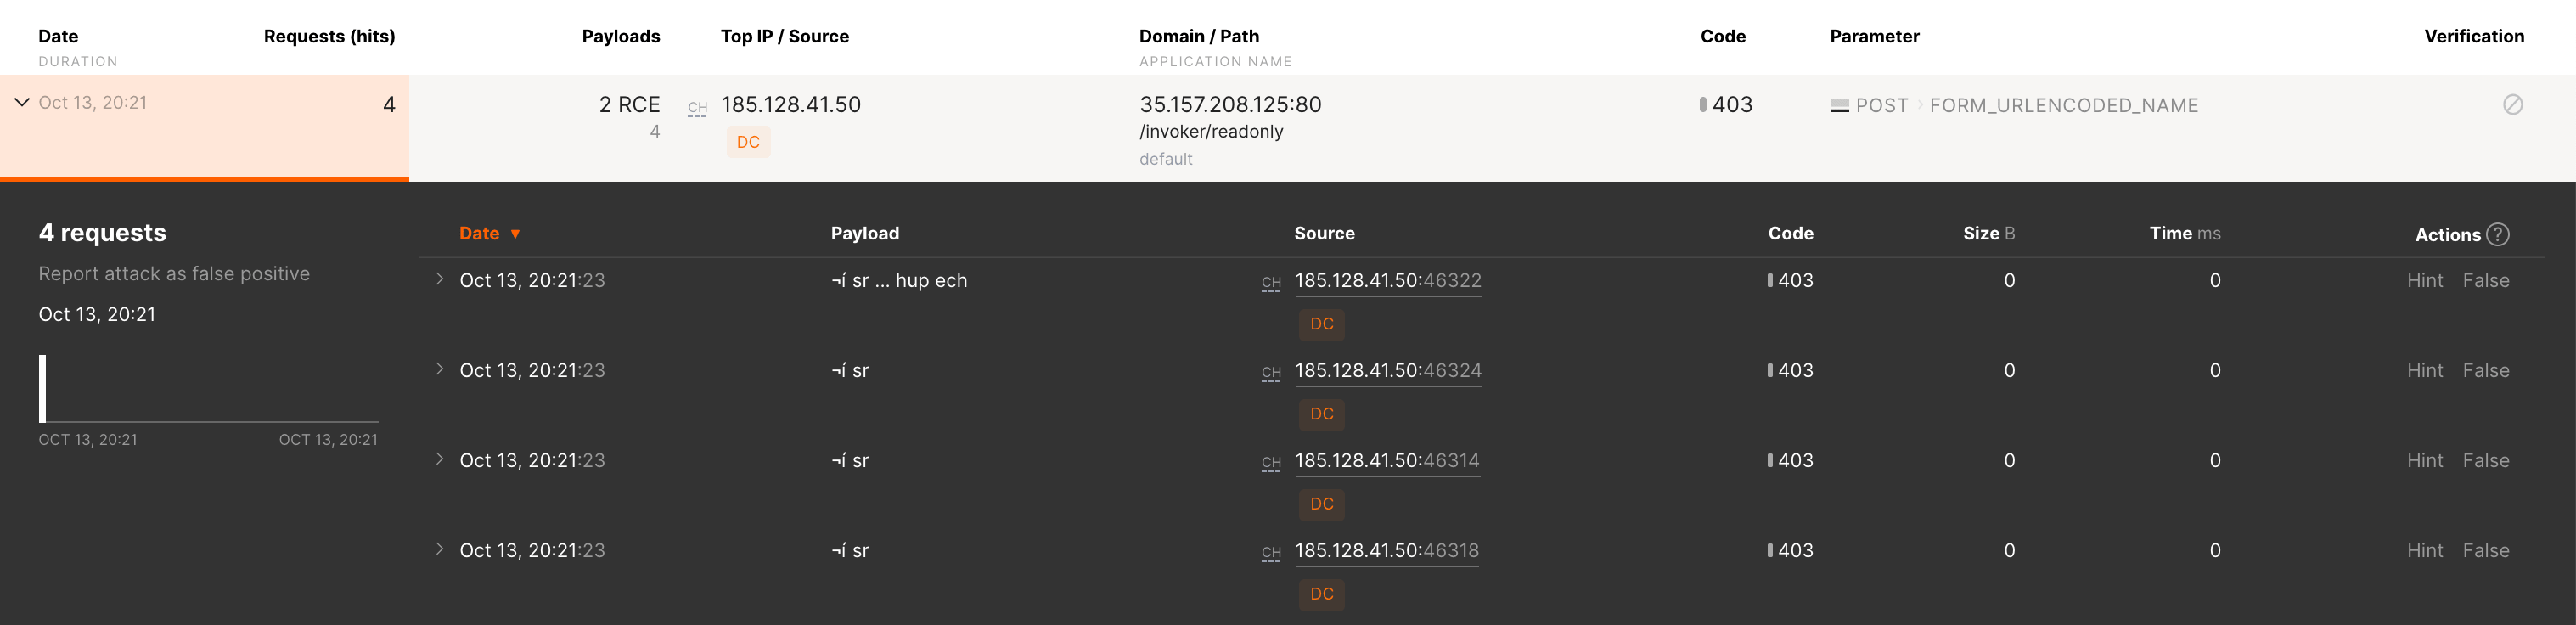 Date Requests (hits) Payloads Top IP / Source Domain / Path Code Parameter Verification
DURATION APPLICATION NAME
Oct 13, 20:21 4 2 RCE CH 185.128.41.50 35.157.208.125:80 403 POST › FORM_URLENCODED_NAME
4 /invoker/readonly
DC default
4 requests Date ▼ Payload Source Code Size B Time ms Actions ?
Report attack as false positive
Oct 13, 20:21:23 ¬í sr ... hup ech CH 185.128.41.50:46322 403 0 0 Hint False
Oct 13, 20:21
DC
Oct 13, 20:21:23 ¬í sr CH 185.128.41.50:46324 403 0 0 Hint False
DC
OCT 13, 20:21 OCT 13, 20:21
Oct 13, 20:21:23 ¬í sr CH 185.128.41.50:46314 403 0 0 Hint False
DC
Oct 13, 20:21:23 ¬í sr CH 185.128.41.50:46318 403 0 0 Hint False
DC